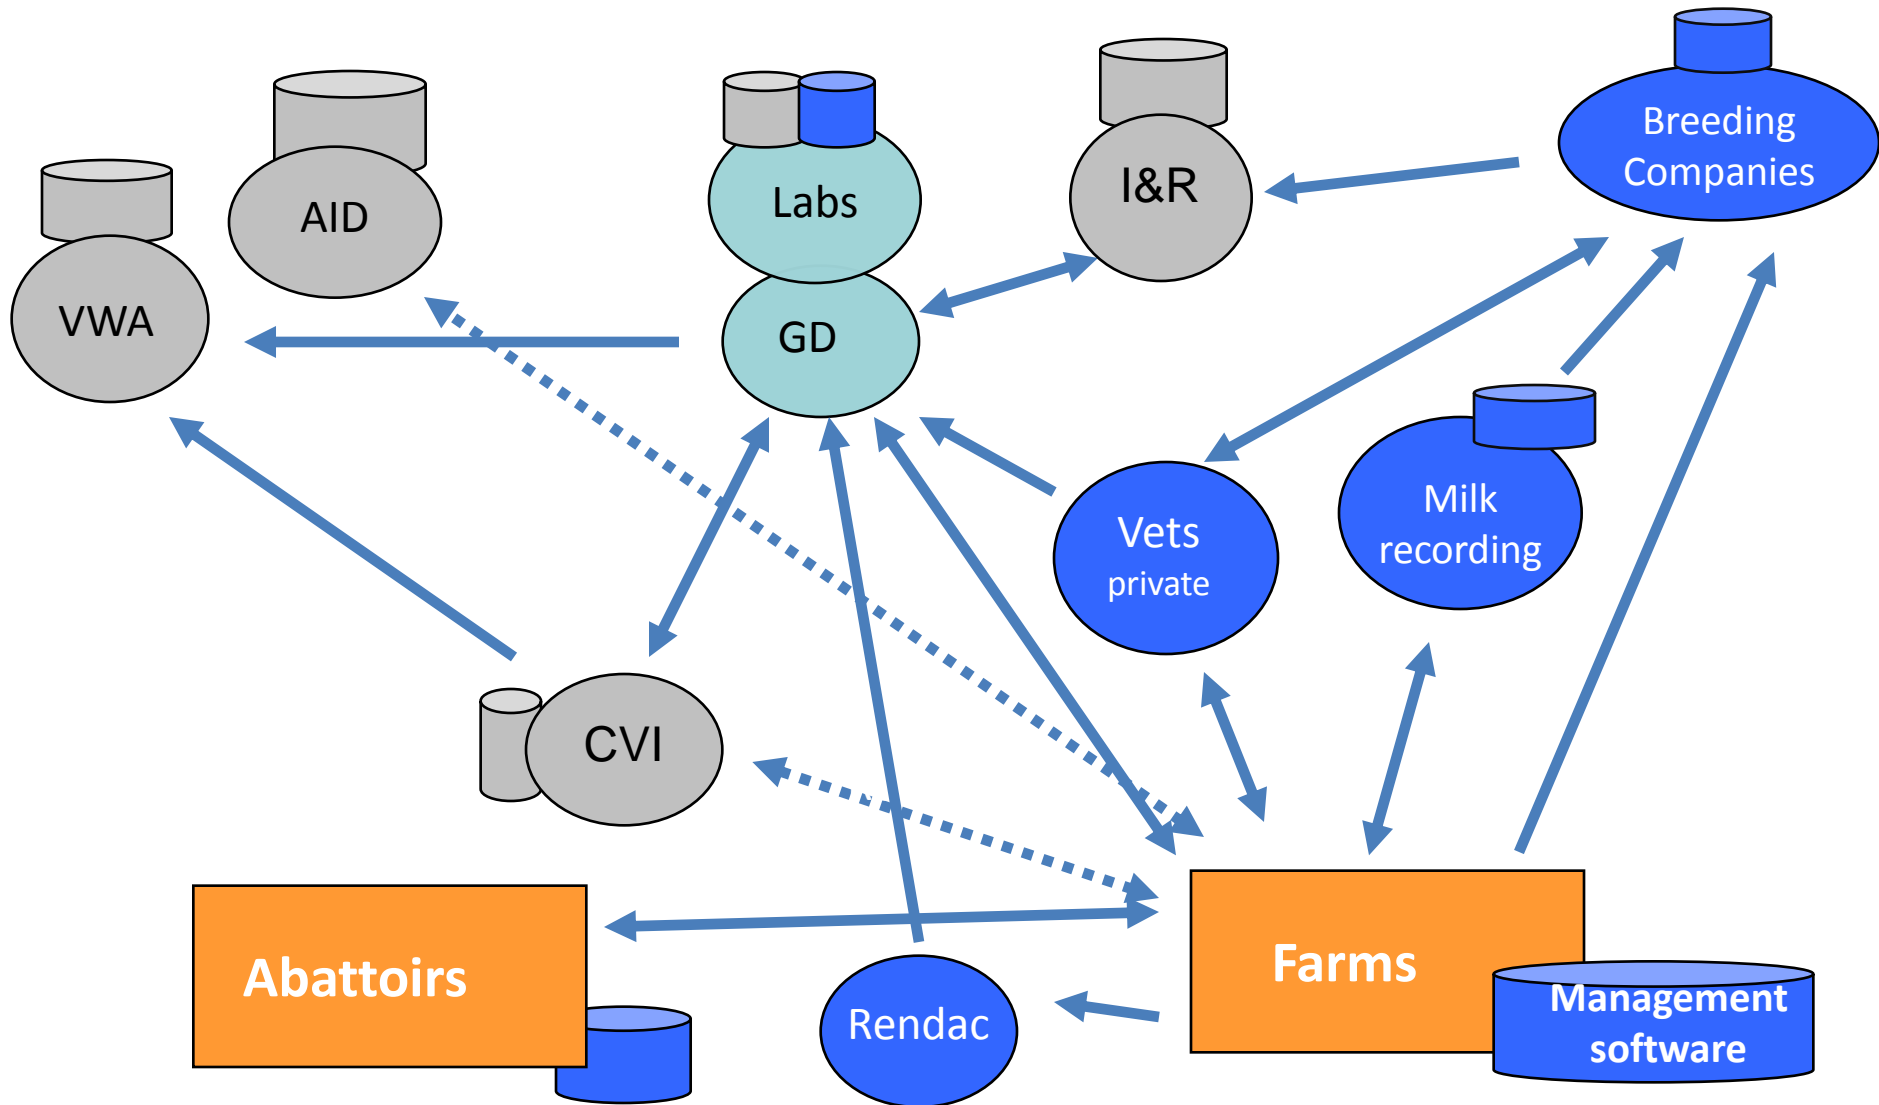 Breeding
Companies
AID
Labs
I&R
VWA
GD
Milk
recording
Vets
private
CVI
Abattoirs
Farms
Rendac
Management
software